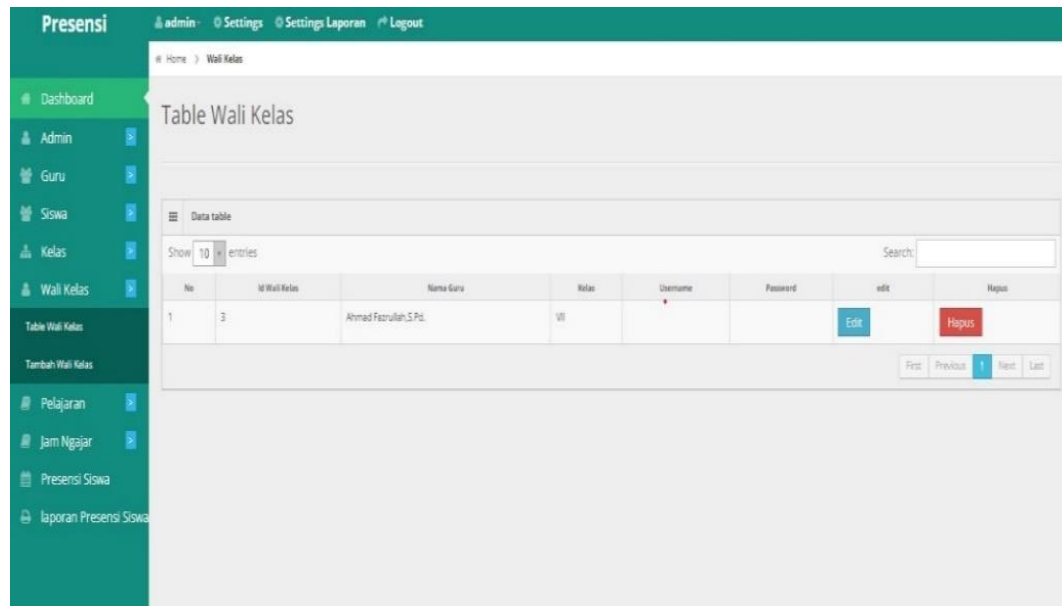 Presensi
admin Settings Settings Laporan Logout
Home > Wali Kelas
Dashboard
Admin
Guru
Siswa
Kelas
Wali Kelas
Table Wali Kelas
Tambah Wali Kelas
Pelajaran
Jam Ngajar
Presensi Siswa
laporan Presensi Siswa
Table Wali Kelas
Data table
Show 10 entries Search:
No Id Wali Kelas Nama Guru Kelas Username Password edit Hapus
1 3 Ahmad Fazrullah,S.Pd. VII Edit Hapus
First Previous 1 Next Last